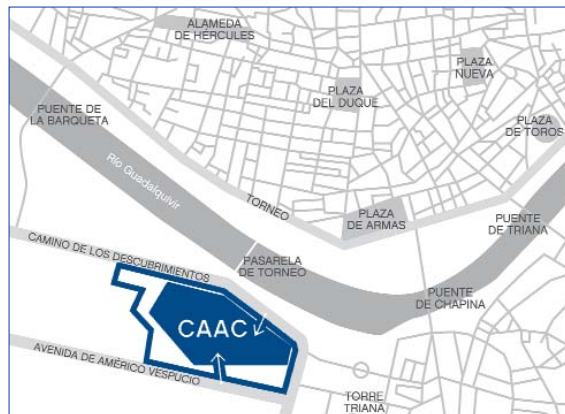 ALAMEDA
DE HÉRCULES
PLAZA
NUEVA
PLAZA
DEL DUQUE
PUENTE DE
LA BARQUETA
PLAZA
DE TOROS
Río Guadalquivir
TORNEO
PLAZA
DE ARMAS
PUENTE
DE TRIANA
CAMINO DE LOS DESCUBRIMIENTOS
PASARELA
DE TORNEO
PUENTE
DE CHAPINA
CAAC
AVENIDA DE AMÉRICO VESPUCIO
TORRE
TRIANA